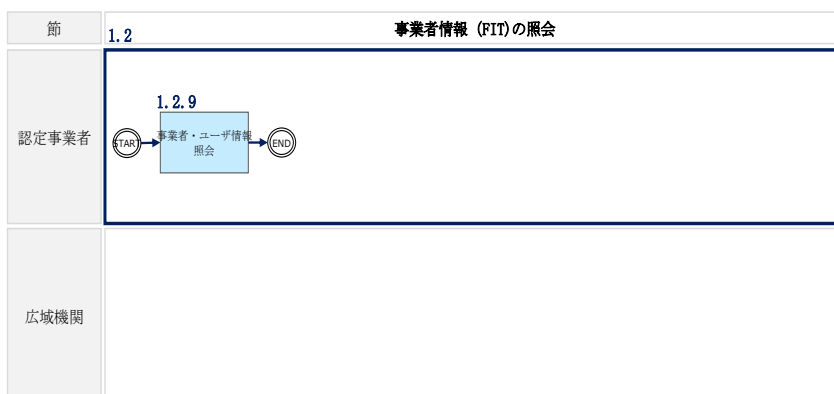 節
1.2
事業者情報 (FIT)の照会
認定事業者
1.2.9
START
事業者・ユーザ情報
照会
END
広域機関